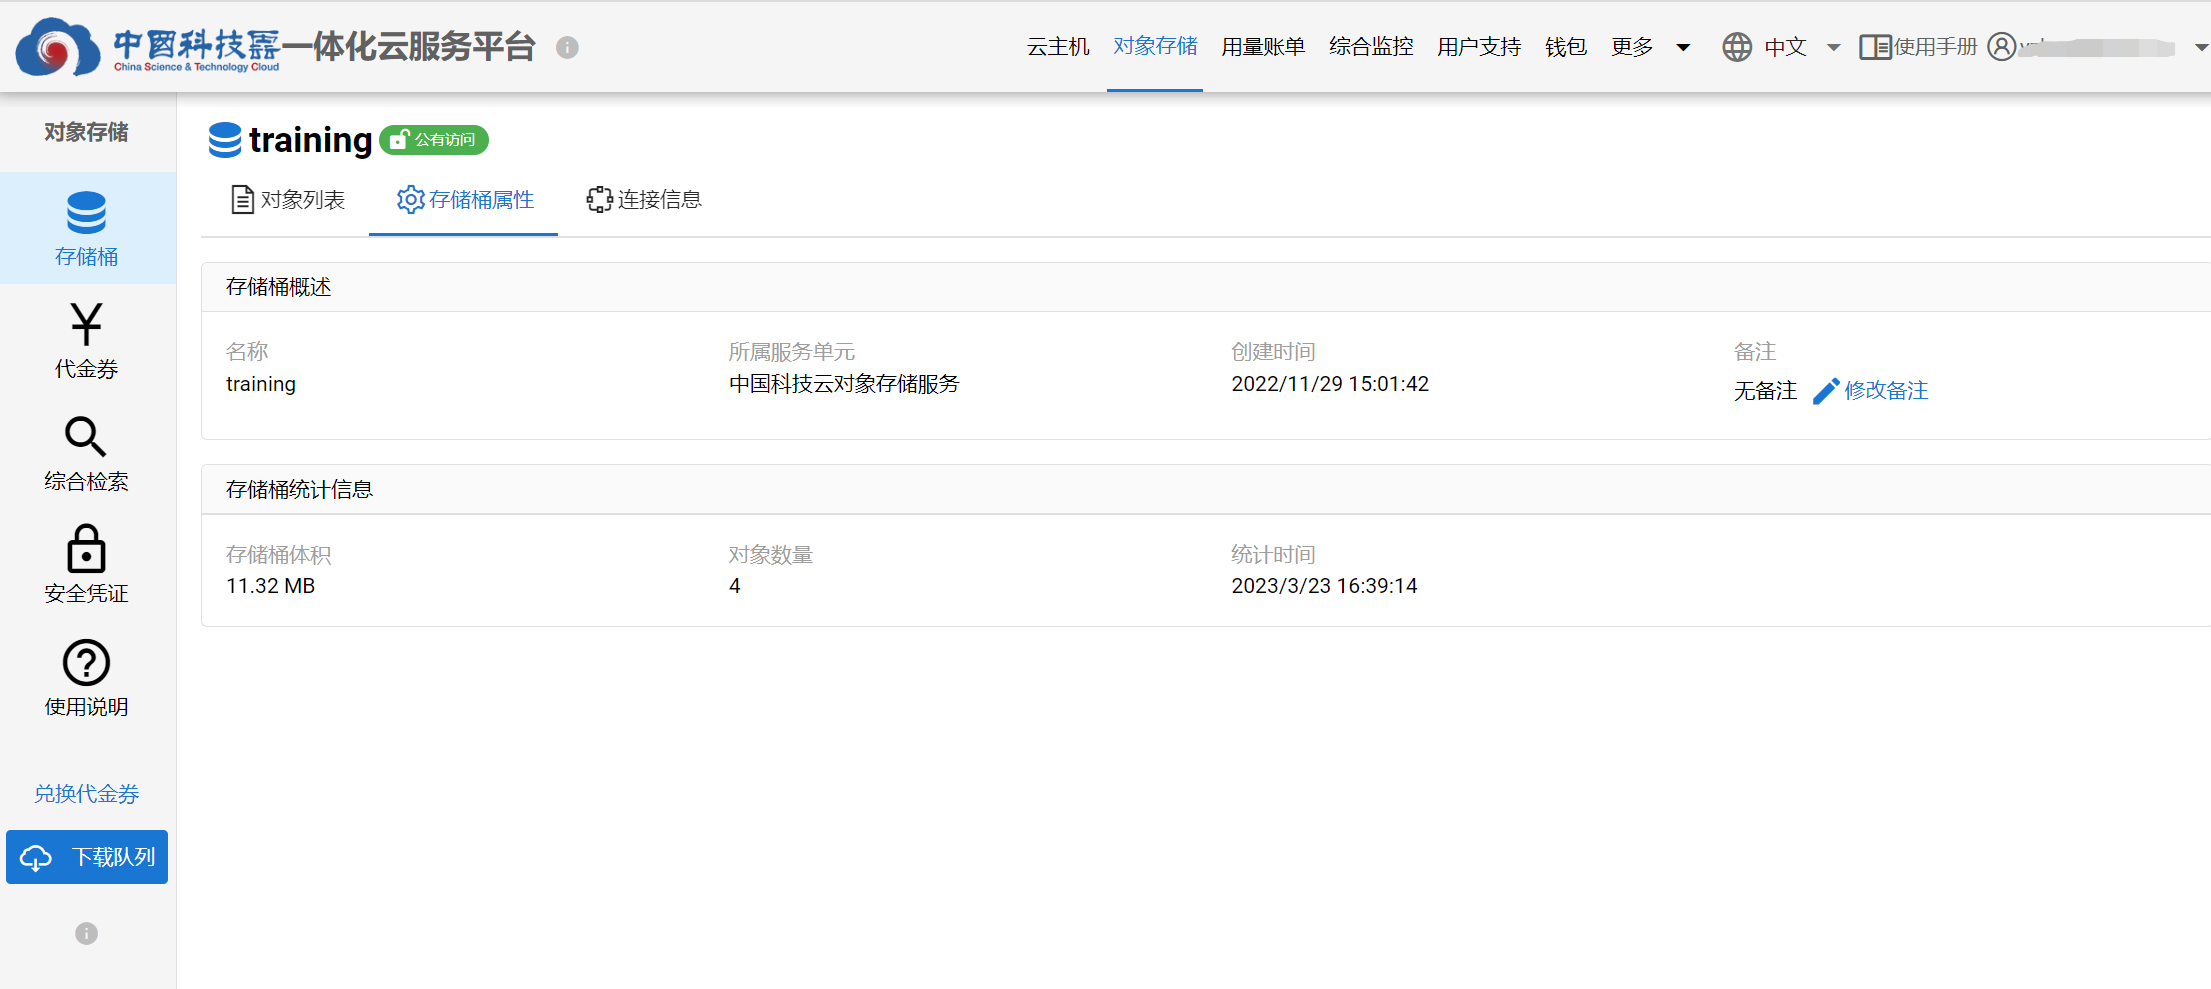 中国科技云一体化云服务平台
China Science & Technology Cloud
云主机 对象存储 用量账单 综合监控 用户支持 钱包 更多 中文 使用手册
对象存储
存储桶
代金券
综合检索
安全凭证
使用说明
兑换代金券
下载队列
training 公有访问
对象列表 存储桶属性 连接信息
存储桶概述
名称 所属服务单元 创建时间 备注
training 中国科技云对象存储服务 2022/11/29 15:01:42 无备注 修改备注
存储桶统计信息
存储桶体积 对象数量 统计时间
11.32 MB 4 2023/3/23 16:39:14